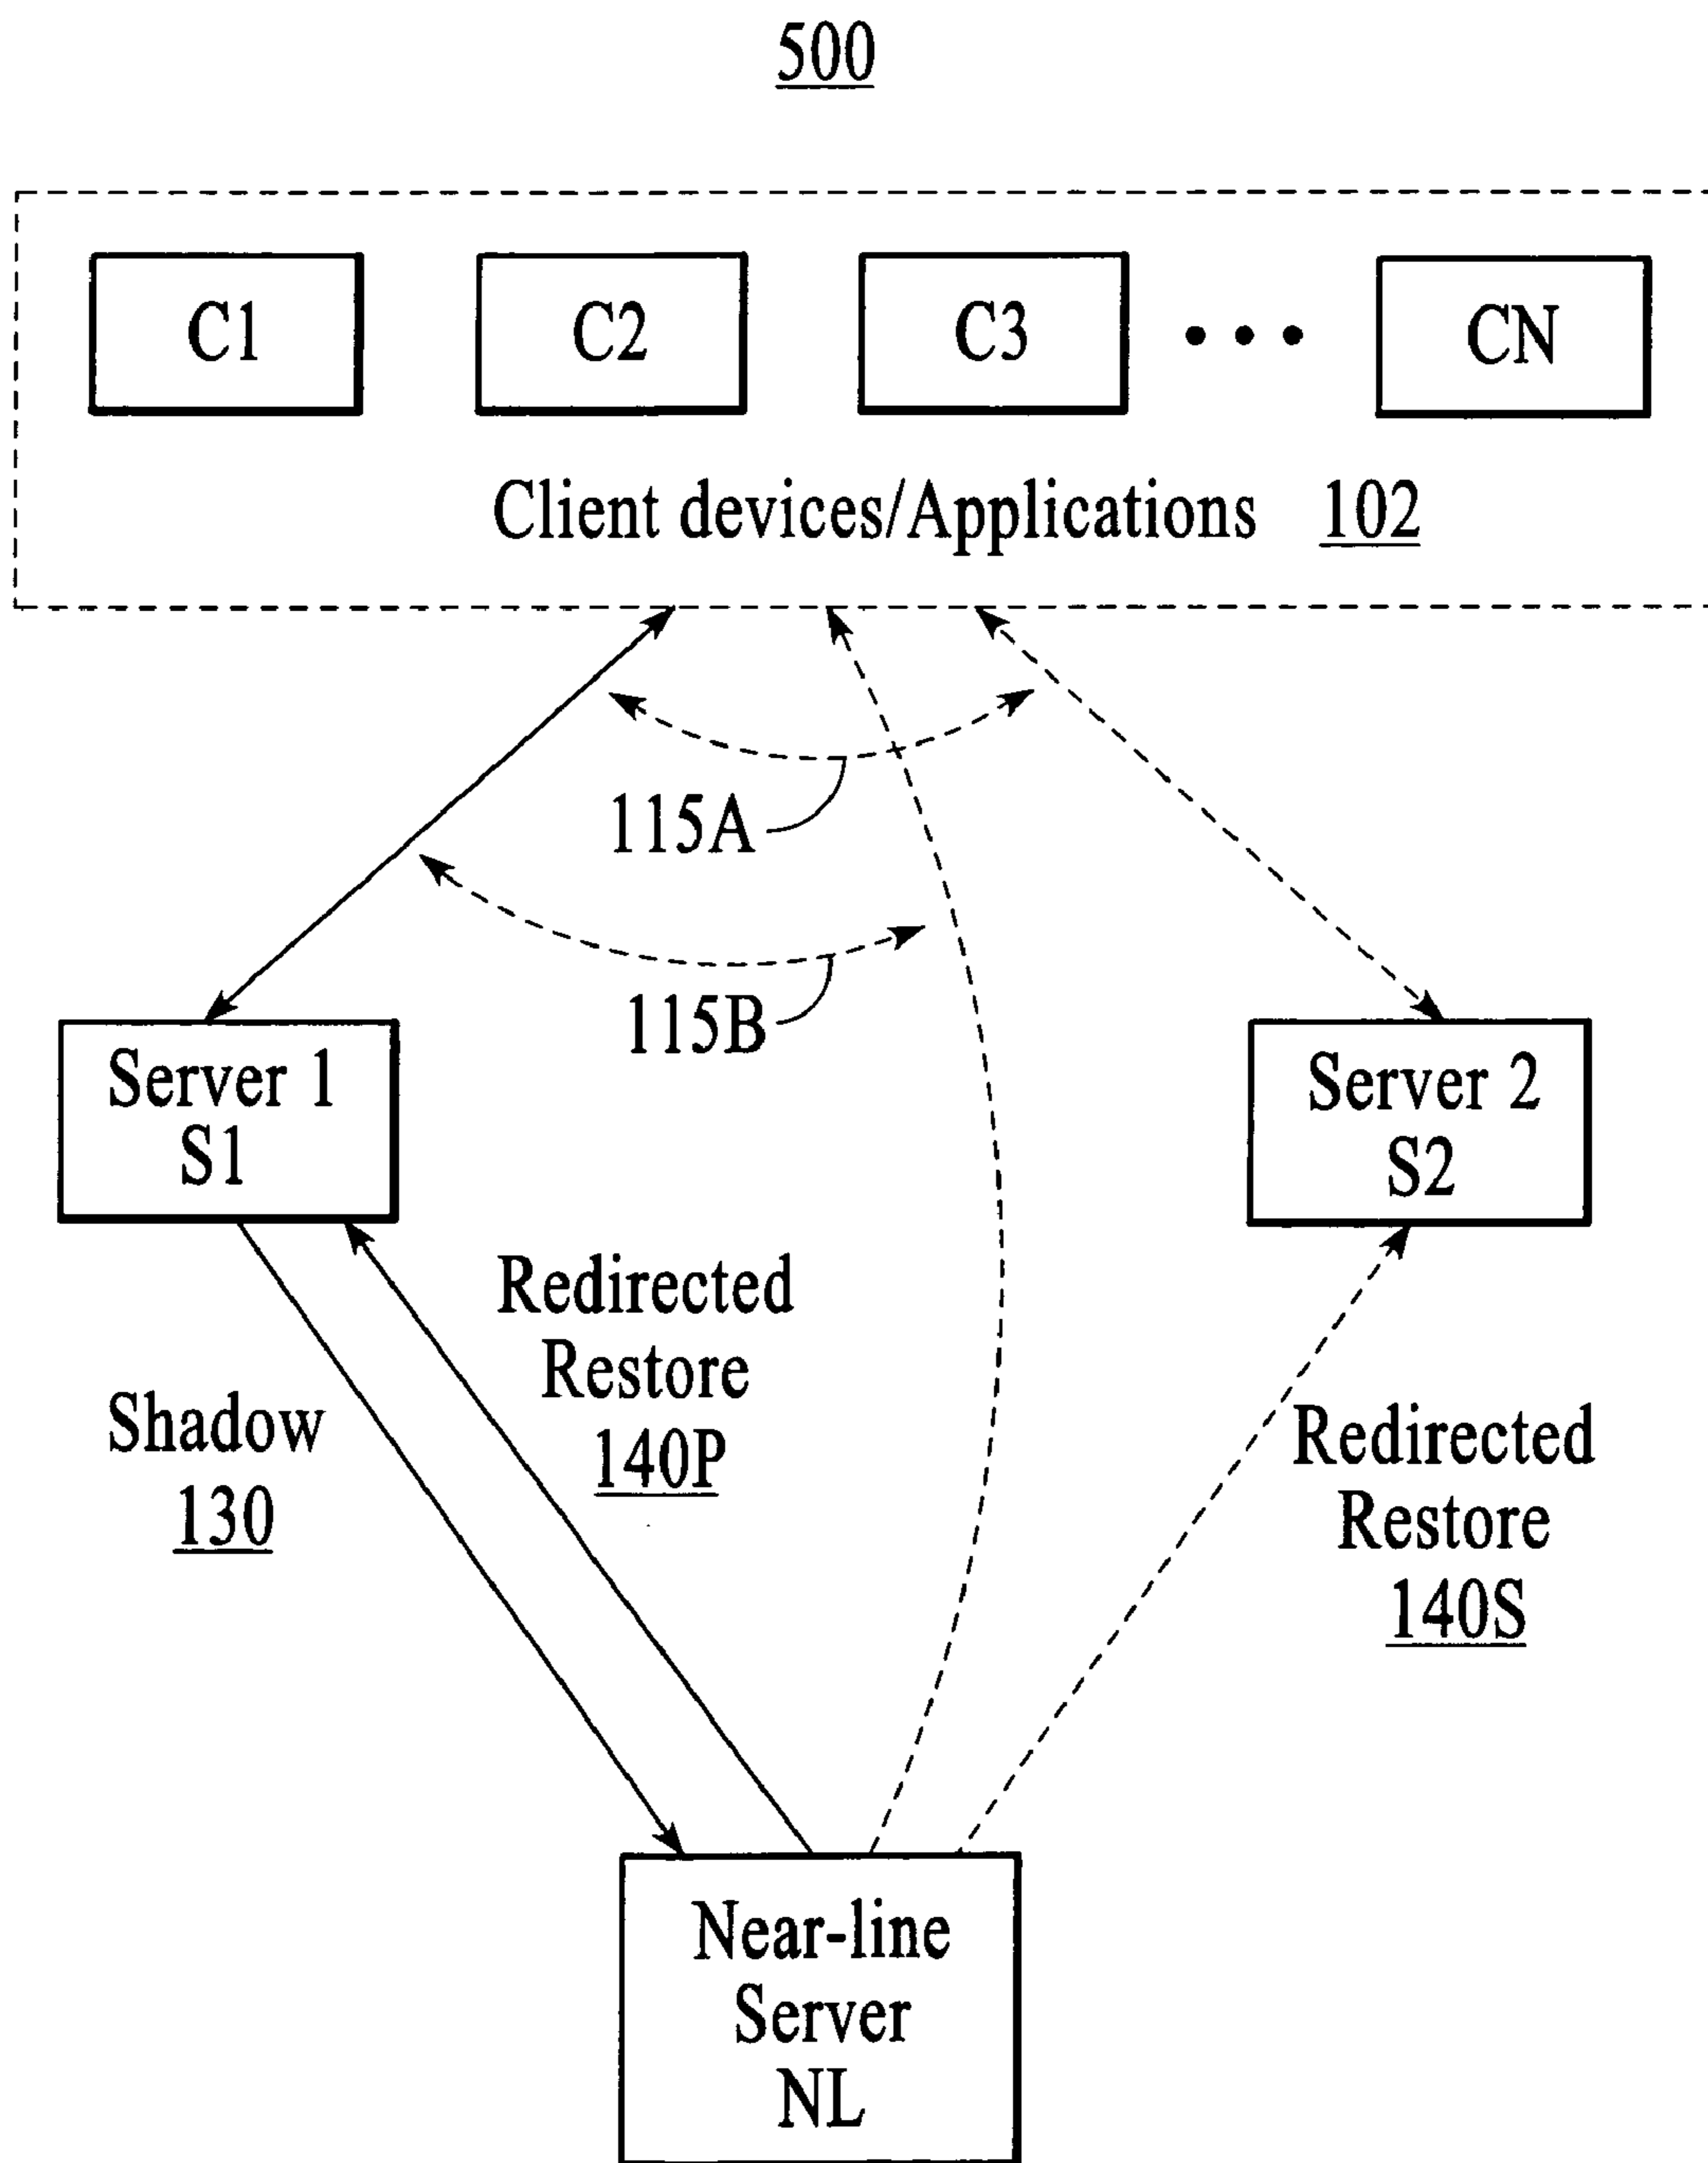 500
C1
C2
C3
CN
Client devices/Applications 102
115A
115B
Server 1
S1
Server 2
S2
Redirected
Restore
140P
Shadow
130
Redirected
Restore
140S
Near-line
Server
NL